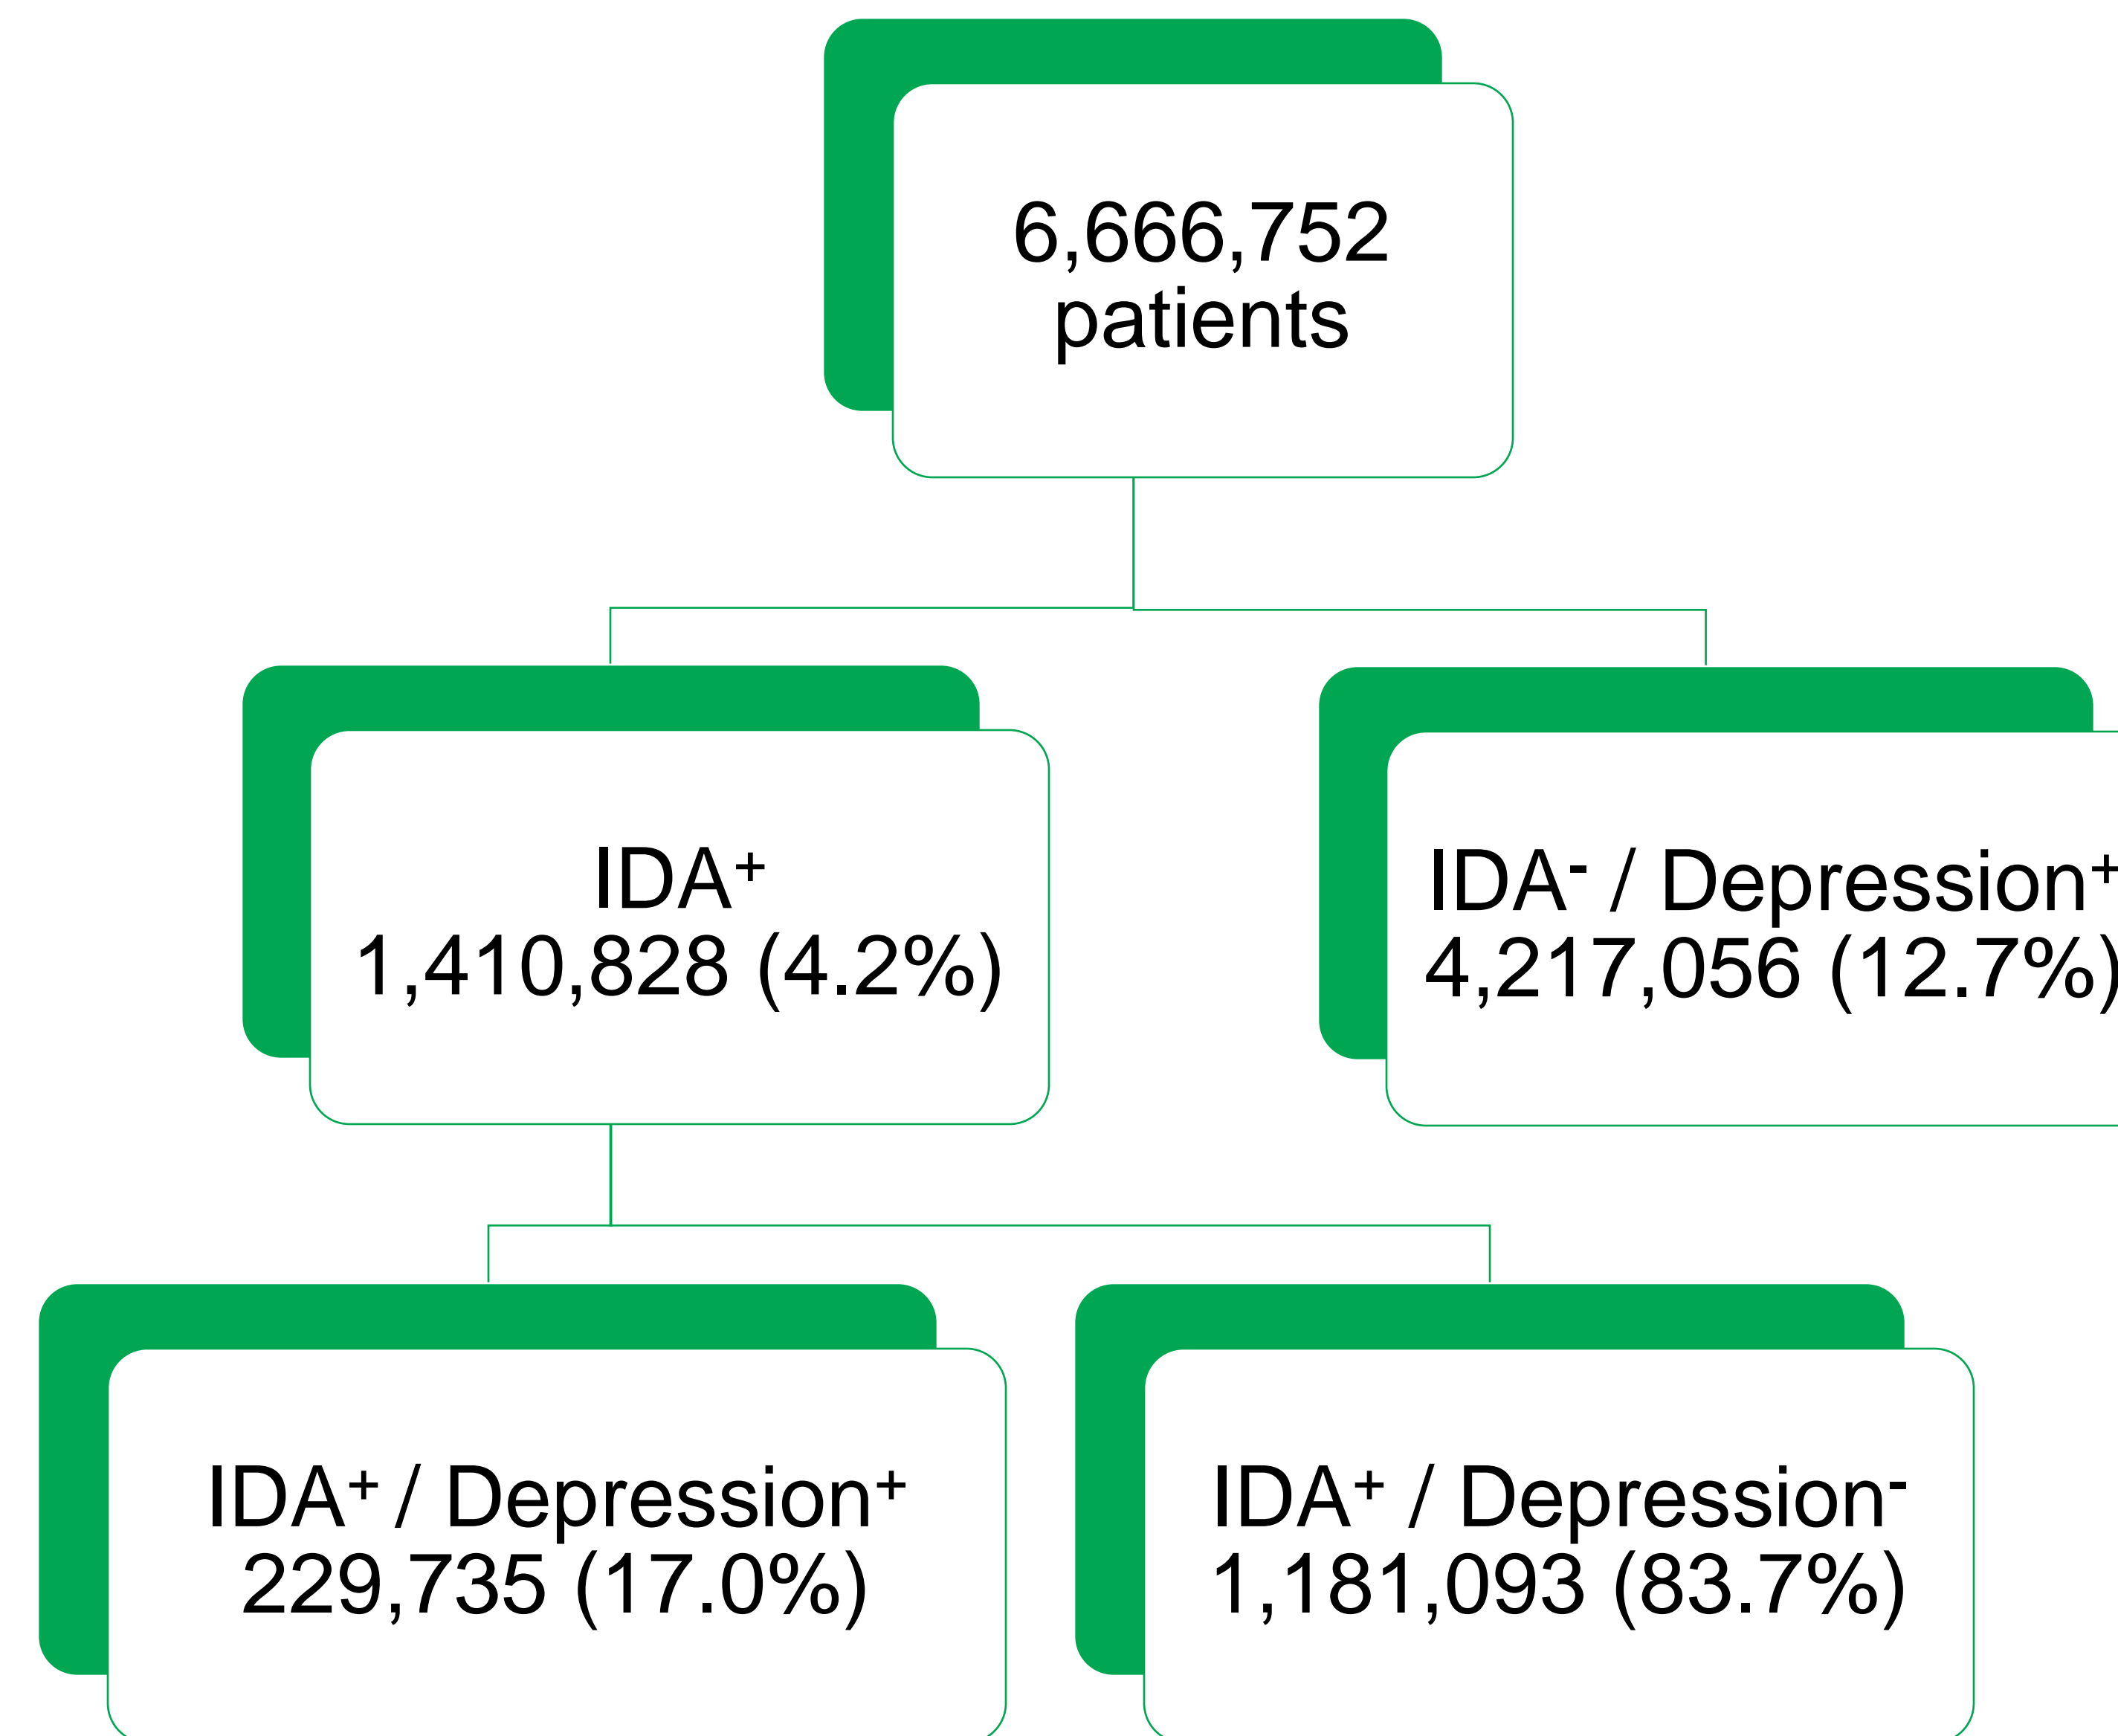 6,666,752
patients
IDA⁺
1,410,828 (4.2%)
IDA⁻ / Depression⁺
4,217,056 (12.7%)
IDA⁺ / Depression⁺
229,735 (17.0%)
IDA⁺ / Depression⁻
1,181,093 (83.7%)